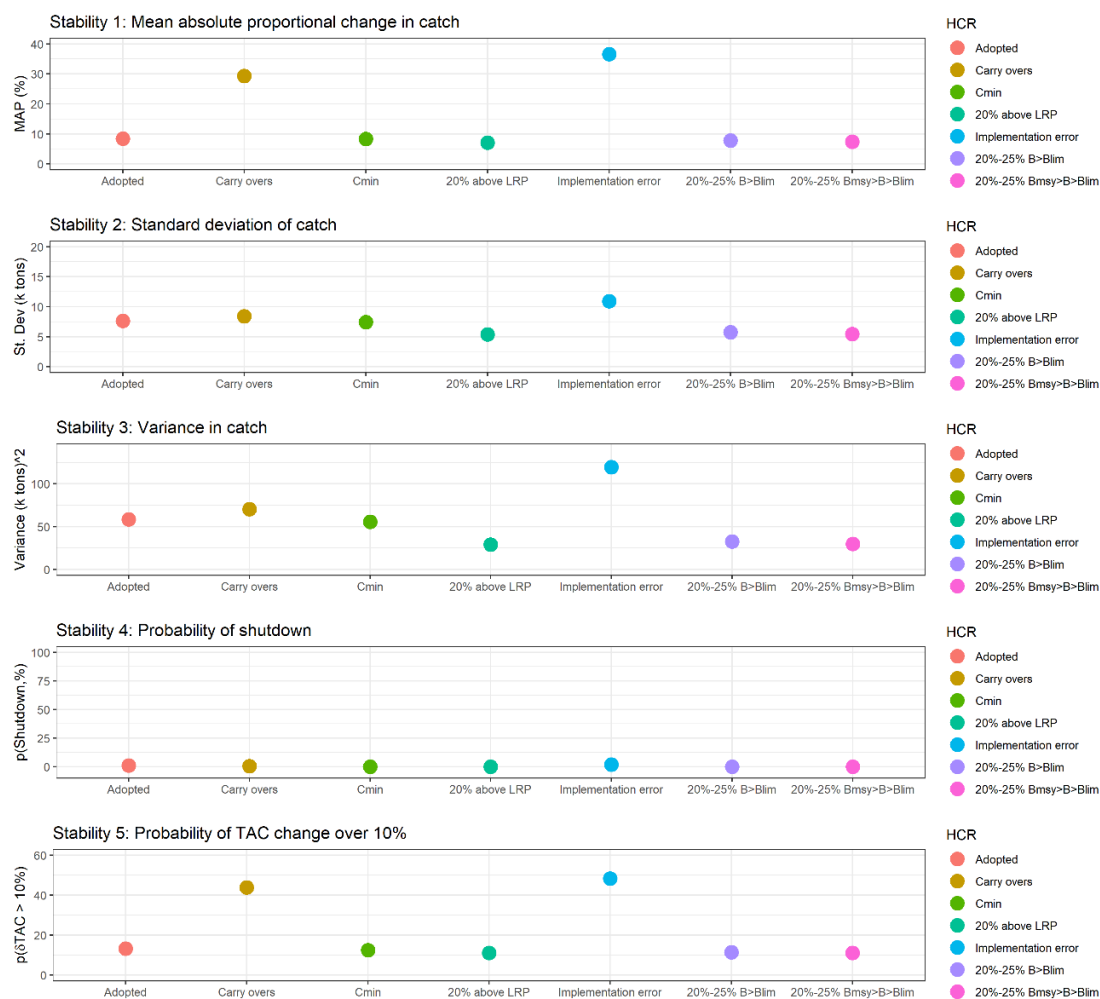 Stability 1: Mean absolute proportional change in catch
MAP (%)
40
30
20
10
0
Adopted Carry overs Cmin 20% above LRP Implementation error 20%-25% B>Blim 20%-25% Bmsy>B>Blim
HCR
Adopted
Carry overs
Cmin
20% above LRP
Implementation error
20%-25% B>Blim
20%-25% Bmsy>B>Blim
Stability 2: Standard deviation of catch
St. Dev (k tons)
20
15
10
5
0
Adopted Carry overs Cmin 20% above LRP Implementation error 20%-25% B>Blim 20%-25% Bmsy>B>Blim
HCR
Adopted
Carry overs
Cmin
20% above LRP
Implementation error
20%-25% B>Blim
20%-25% Bmsy>B>Blim
Stability 3: Variance in catch
Variance (k tons)^2
100
50
0
Adopted Carry overs Cmin 20% above LRP Implementation error 20%-25% B>Blim 20%-25% Bmsy>B>Blim
HCR
Adopted
Carry overs
Cmin
20% above LRP
Implementation error
20%-25% B>Blim
20%-25% Bmsy>B>Blim
Stability 4: Probability of shutdown
p(Shutdown,%)
100
75
50
25
0
Adopted Carry overs Cmin 20% above LRP Implementation error 20%-25% B>Blim 20%-25% Bmsy>B>Blim
HCR
Adopted
Carry overs
Cmin
20% above LRP
Implementation error
20%-25% B>Blim
20%-25% Bmsy>B>Blim
Stability 5: Probability of TAC change over 10%
p(δTAC > 10%)
60
40
20
0
Adopted Carry overs Cmin 20% above LRP Implementation error 20%-25% B>Blim 20%-25% Bmsy>B>Blim
HCR
Adopted
Carry overs
Cmin
20% above LRP
Implementation error
20%-25% B>Blim
20%-25% Bmsy>B>Blim